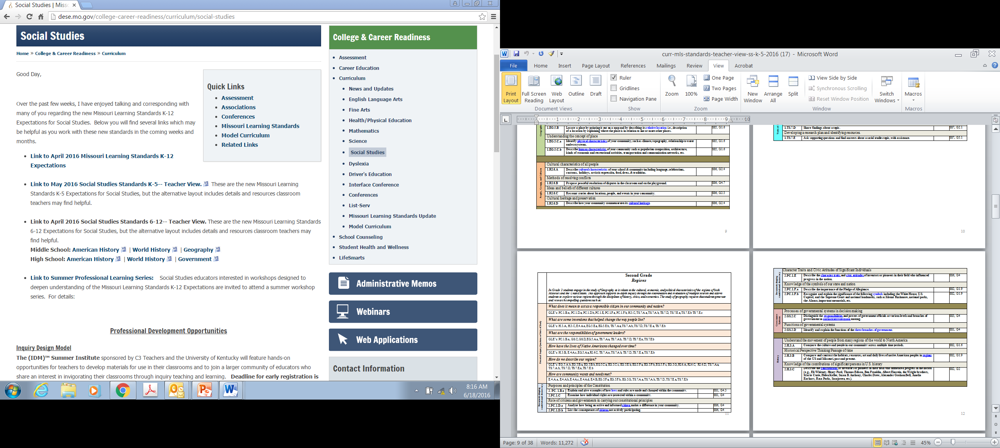 Social Studies | Miss
dese.mo.gov/college-career-readiness/curriculum/social-studies
Social Studies
Home » College & Career Readiness » Curriculum
Good Day,
Over the past few weeks, I have enjoyed talking and corresponding with
many of you regarding the new Missouri Learning Standards K-12
Expectations for Social Studies.  Below you will find several links which may
be helpful as you work with these new standards in the coming weeks and
months.
Quick Links
Assessment
Associations
Conferences
Missouri Learning Standards
Model Curriculum
Related Links
Link to April 2016 Missouri Learning Standards K-12
Expectations
Link to May 2016 Social Studies Standards K-5-- Teacher View. These are the new Missouri Learning
Standards K-5 Expectations for Social Studies, but the alternative layout includes details and resources classroom
teachers may find helpful.
Link to April 2016 Social Studies Standards 6-12-- Teacher View. These are the new Missouri Learning Standards
6-12 Expectations for Social Studies, but the alternative layout includes details and resources classroom teachers may
find helpful.
Middle School: American History | World History | Geography
High School: American History | World History | Government
Link to Summer Professional Learning Series: Social Studies educators interested in workshops designed to
deepen understanding of the Missouri Learning Standards K-12 Expectations are invited to attend a summer workshop
series.  For details:
Professional Development Opportunities
Inquiry Design Model
The (IDM)™ Summer Institute sponsored by C3 Teachers and the University of Kentucky will feature hands-on
opportunities for teachers to develop materials for use in their classrooms and to join a larger community of educators who
share an interest in invigorating their classrooms through inquiry teaching and learning. Deadline for early registration is
College & Career Readiness
Assessment
Career Education
Curriculum
News and Updates
English Language Arts
Fine Arts
Health/Physical Education
Mathematics
Science
Social Studies
Dyslexia
Driver's Education
Interface Conference
Conferences
List-Serv
Missouri Learning Standards Update
Model Curriculum
School Counseling
Student Health and Wellness
LifeSmarts
Administrative Memos
Webinars
Web Applications
Contact Information
8:16 AM
6/18/2016
curr-mls-standards-teacher-view-ss-k-5-2016 (17) - Microsoft Word
File Home Insert Page Layout References Mailings Review View Acrobat
Print Layout
Full Screen Reading
Web Layout
Outline
Draft
Document Views
Ruler
Gridlines
Navigation Pane
Show
Zoom
100%
One Page
Two Pages
Page Width
Zoom
New Window
Arrange All
Split
View Side by Side
Synchronous Scrolling
Reset Window Position
Window
Switch Windows
Macros
Macros
1 2 3 4 5 6 7 8 9 10
1.EG.5.B Locate a place by pointing it out on a map and by describing its relative location i.e., description SS5, G1.6
of a location by explaining where the place is in relation to one or more other places.
Understanding the concept of place
1.EG.5.C.a Identify physical characteristics of your community, such as climate, topography, relationship to water SS5, G1.6
and ecosystems.
1.EG.5.C.b Describe human characteristics of your community such as population composition, architecture, SS5, G1.6
kinds of economic and recreational activities, transportation and communication networks, etc.
People, Groups, and Cultures
Cultural characteristics of all people
1.RI.6.A Describe cultural characteristics of your school & community including language, celebrations, SS6, G2.4
customs, holidays, artistic expression, food, dress, & traditions.
Methods of resolving conflicts
1.RI.6.B Propose peaceful resolutions of disputes in the classroom and on the playground. SS6, G4.7
Ideas and beliefs of different cultures
1.RI.6.C Recount stories about locations, people, and events in your community. SS6, G2.3
Cultural heritage and preservation
1.RI.6.D Describe how your community commemorates its cultural heritage. SS6, G2.4
9
1.TS.7.D Share findings about a topic. SS7, G2.1
Developing a research plan and identifying resources.
1.TS.7.E Ask supporting questions and find answers about a social studies topic, with assistance. SS7, G3.1
10
Second Grade
Regions
In Grade 2 students engage in the study of Geography as it relates to the cultural, economic, and political characteristics of the regions of both
Missouri and the United States. This approach supports in-depth inquiry through the examination and evaluation of multiple sources and allows
students to explore various regions through the disciplines of history, civics, and economics. The study of geography requires that students generate
and research compelling questions such as:
Potential Inquiry Questions or Units of Study
What does it mean to act as a responsible citizen in our community and nation?
GLE's: PC.1.B.a, PC.1.D.a, PC.1.D.b, PC.1.E, PC.1.F.a, PC.1.F.b, H.3.C, TS.7.A.a, TS.7.A.b, TS.7.D, TS.7.E.a, TS.7.E.b TS 7.E.c
What are some inventions that helped change the way people live?
GLE's: H.3.A, H.3.C, E.4.A.a, EG.5.E.a, EG.5.E.b, TS.7.A.a, TS.7.A.b, TS.7.D, TS.7.E.a, TS.7.E.b
What are the responsibilities of government leaders?
GLE's: PC.1.B.a, GS.C, GS.D, EG.5.A.a, TS.7.A.a, TS.7.A.b, TS.7.D, TS.7.E.a, TS.7.E.b
How have the lives of Native Americans changed over time?
GLE's: H.3.B, E.4.A.c, EG.5.A.a, RI.6.C, TS.7.A.a, TS.7.A.b, TS.7.D, TS.7.E.a, TS.7.E.b
How do we describe our region?
GLE's: EG.5.A.b, EG.5.B.a, EG.5.B.b, EG.5.C.a, EG.5.C.c, EG.5.E.b, EG.5.F.a, EG.5.F.b, EG.5.F.c, EG.5.G, RI.6.A, RI.6.C, RI.6.D, TS.7.A.a,
TS.7.A.b, TS.7.D, TS.7.E.a, TS.7.E.b
How are community wants and needs met?
E.4.A.a, E.4.A.b, E.4.A.c, E.4.A.d, E.4.B, EG.5.F.a, EG.5.F.b, EG.5.G, TS.7.A.a, TS.7.A.b, TS.7.D, TS.7.E.a, TS.7.E.b
Documents shaping constitutional democracy
Purposes and principles of the Constitution
2. PC. 1.B.a Explain and give examples of how laws and rules are made and changed within the community. SS1, G4.3
2.PC.1.C Examine how individual rights are protected within a community. SS1, G4
Role of citizens and governments in carrying out constitutional principles
2.PC.1.D.a Analyze how being an active and informed citizen makes a difference in your community. SS6, G4
2.PC.1.D.b List the consequences of citizens not actively participating. SS6, G4
11
Documents shaping constitutional democracy
Character Traits and Civic Attitudes of Significant Individuals
2.PC.1.E Describe the character traits and civic attitudes of inventors or pioneers in their field who influenced SS6, G4
progress in the nation.
Knowledge of the symbols of our state and nation
2.PC.1.F.a Describe the importance of the Pledge of Allegiance. SS2, G1.9
2.PC.1.F.b Recognize and explain the significance of the following symbols including the White House, U.S. SS2, G1.9
Capitol, and the Supreme Court and national landmarks, such as Mount Rushmore, national parks,
the Alamo, important memorials, etc.
Governance Systems
Processes of governmental systems in decision making
2.GS.2.C Distinguish the responsibilities and powers of government officials at various levels and branches of SS3, G4
government in authoritative decision making.
Functions of governmental systems
2.GS.2.D Identify and explain the functions of the three branches of government. SS1, G4
History
Understand the movement of people from many regions of the world to North America
2.H.3.A Compare the culture and people in our community across multiple time periods. SS2, G1.6
Historical Perspective/Thinking/Passage of time
2.H.3.B Compare and contrast the habitats, resources, art and daily lives of native American peoples in regions SS2, G1.9
of the US and Missouri, past and present.
Knowledge of the contributions of significant persons in U.S. history
2.H.3.C Describe the contributions of inventors or pioneers in their field who influenced progress in the nation SS2, G2
(e.g., Eli Whitney, Henry Ford, Thomas Edison, Ben Franklin, Albert Einstein, the Wright brothers,
Marie Curie, Helen Keller, Susan B. Anthony, Charles Drew, Alexander Graham Bell, Amelia
Earhart, Rosa Parks, Sacajawea, etc.).
12
Page: 9 of 38 Words: 11,272 45%